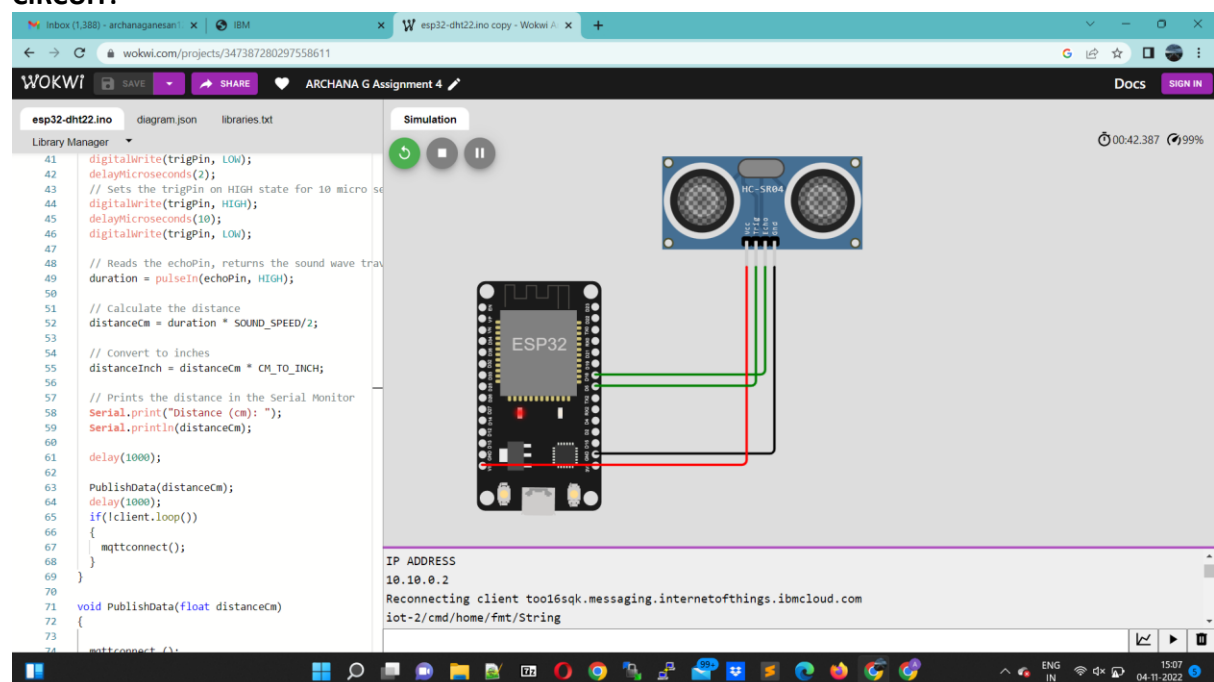 CIRCUIT:
Inbox (1,388) - archanaganesan1
IBM
esp32-dht22.ino copy - Wokwi A
wokwi.com/projects/347387280297558611
WOKWI SAVE SHARE ARCHANA G Assignment 4 Docs SIGN IN
esp32-dht22.ino diagram.json libraries.txt
Library Manager
Simulation
00:42.387 99%
41 digitalWrite(trigPin, LOW);
42 delayMicroseconds(2);
43 // Sets the trigPin on HIGH state for 10 micro se
44 digitalWrite(trigPin, HIGH);
45 delayMicroseconds(10);
46 digitalWrite(trigPin, LOW);
47
48 // Reads the echoPin, returns the sound wave trav
49 duration = pulseIn(echoPin, HIGH);
50
51 // Calculate the distance
52 distanceCm = duration * SOUND_SPEED/2;
53
54 // Convert to inches
55 distanceInch = distanceCm * CM_TO_INCH;
56
57 // Prints the distance in the Serial Monitor
58 Serial.print("Distance (cm): ");
59 Serial.println(distanceCm);
60
61 delay(1000);
62
63 PublishData(distanceCm);
64 delay(1000);
65 if(!client.loop())
66 {
67 mqttconnect();
68 }
69 }
70
71 void PublishData(float distanceCm)
72 {
73
74 mqttconnect ();
HC-SR04
Vcc
Trig
Echo
Gnd
ESP32
IP ADDRESS
10.10.0.2
Reconnecting client too16sqk.messaging.internetofthings.ibmcloud.com
iot-2/cmd/home/fmt/String
99+
ENG
IN
15:07
04-11-2022
5